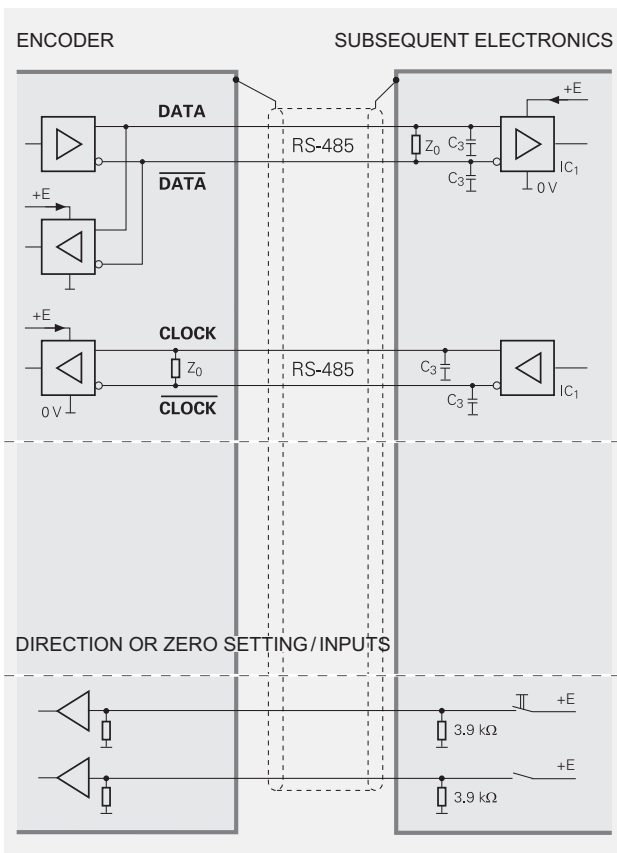 ENCODER
SUBSEQUENT ELECTRONICS
+E
DATA
RS-485
Z0
C3
C3
IC1
DATA
0 V
+E
+E
CLOCK
Z0
RS-485
C3
C3
IC1
0 V
CLOCK
DIRECTION OR ZERO SETTING/INPUTS
+E
3.9 kΩ
+E
3.9 kΩ